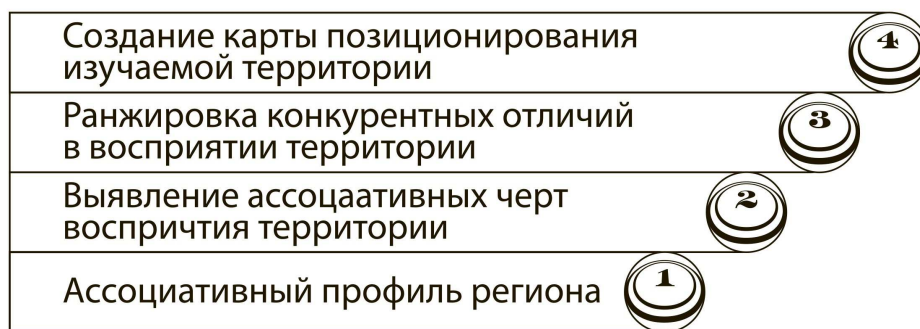 Создание карты позиционирования
изучаемой территории
4
Ранжировка конкурентных отличий
в восприятии территории
3
Выявление ассоцаативных черт
воспричтия территории
2
Ассоциативный профиль региона
1